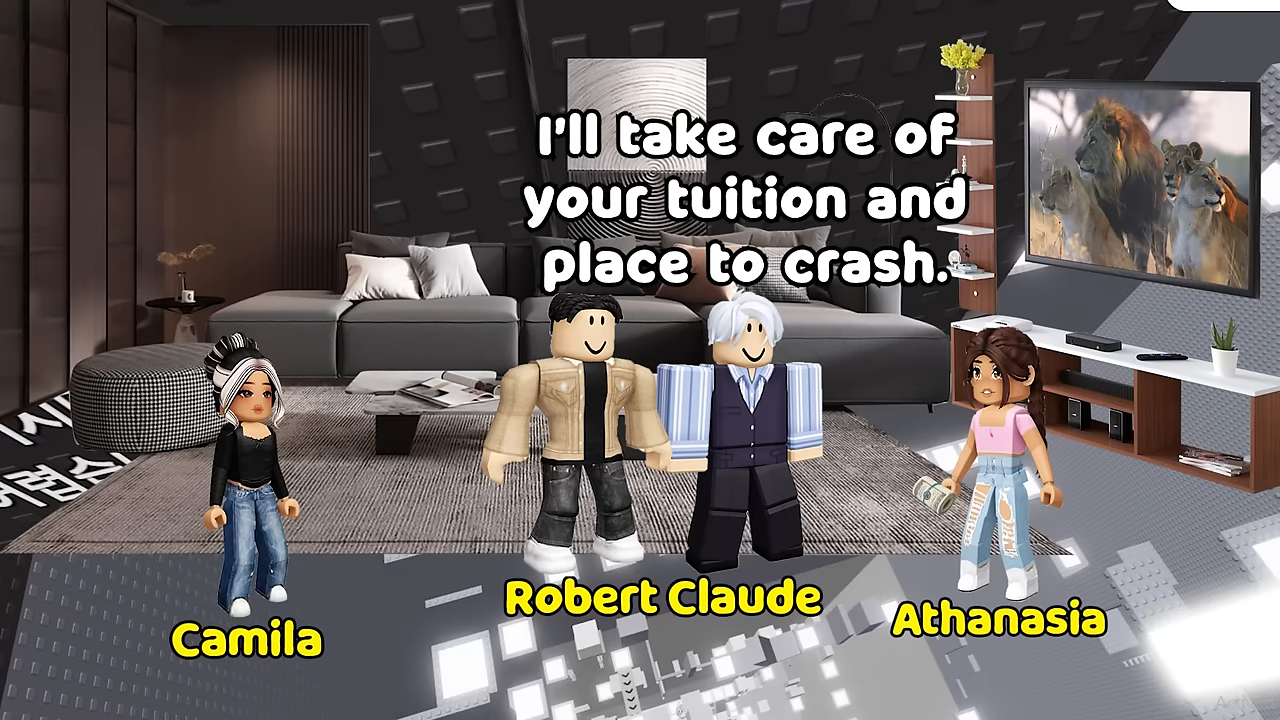 I'll take care of
your tuition and
place to crash.
Robert Claude
Athanasia
Camila